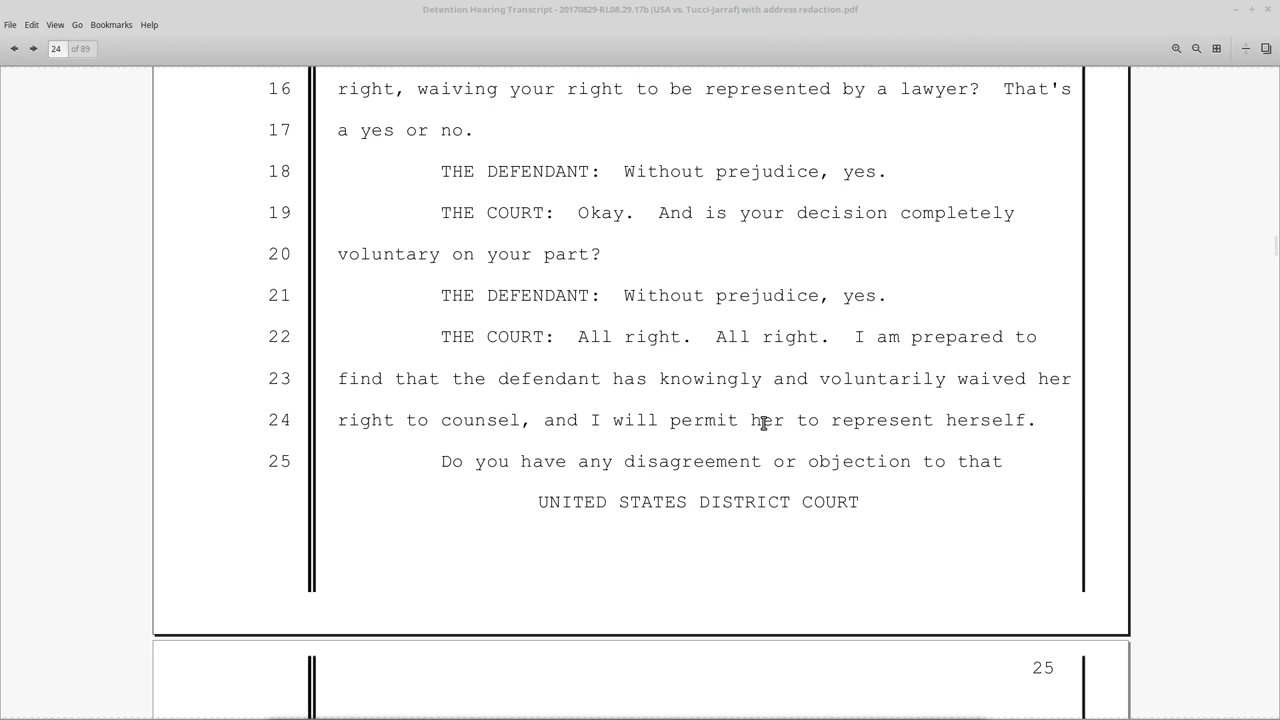 Detention Hearing Transcript - 20170829-RL08.29.17b (USA vs. Tucci-Jarraf) with address redaction.pdf
File Edit View Go Bookmarks Help
24 of 89
16 right, waiving your right to be represented by a lawyer? That's
17 a yes or no.
18 THE DEFENDANT: Without prejudice, yes.
19 THE COURT: Okay. And is your decision completely
20 voluntary on your part?
21 THE DEFENDANT: Without prejudice, yes.
22 THE COURT: All right. All right. I am prepared to
23 find that the defendant has knowingly and voluntarily waived her
24 right to counsel, and I will permit her to represent herself.
25 Do you have any disagreement or objection to that
UNITED STATES DISTRICT COURT
25